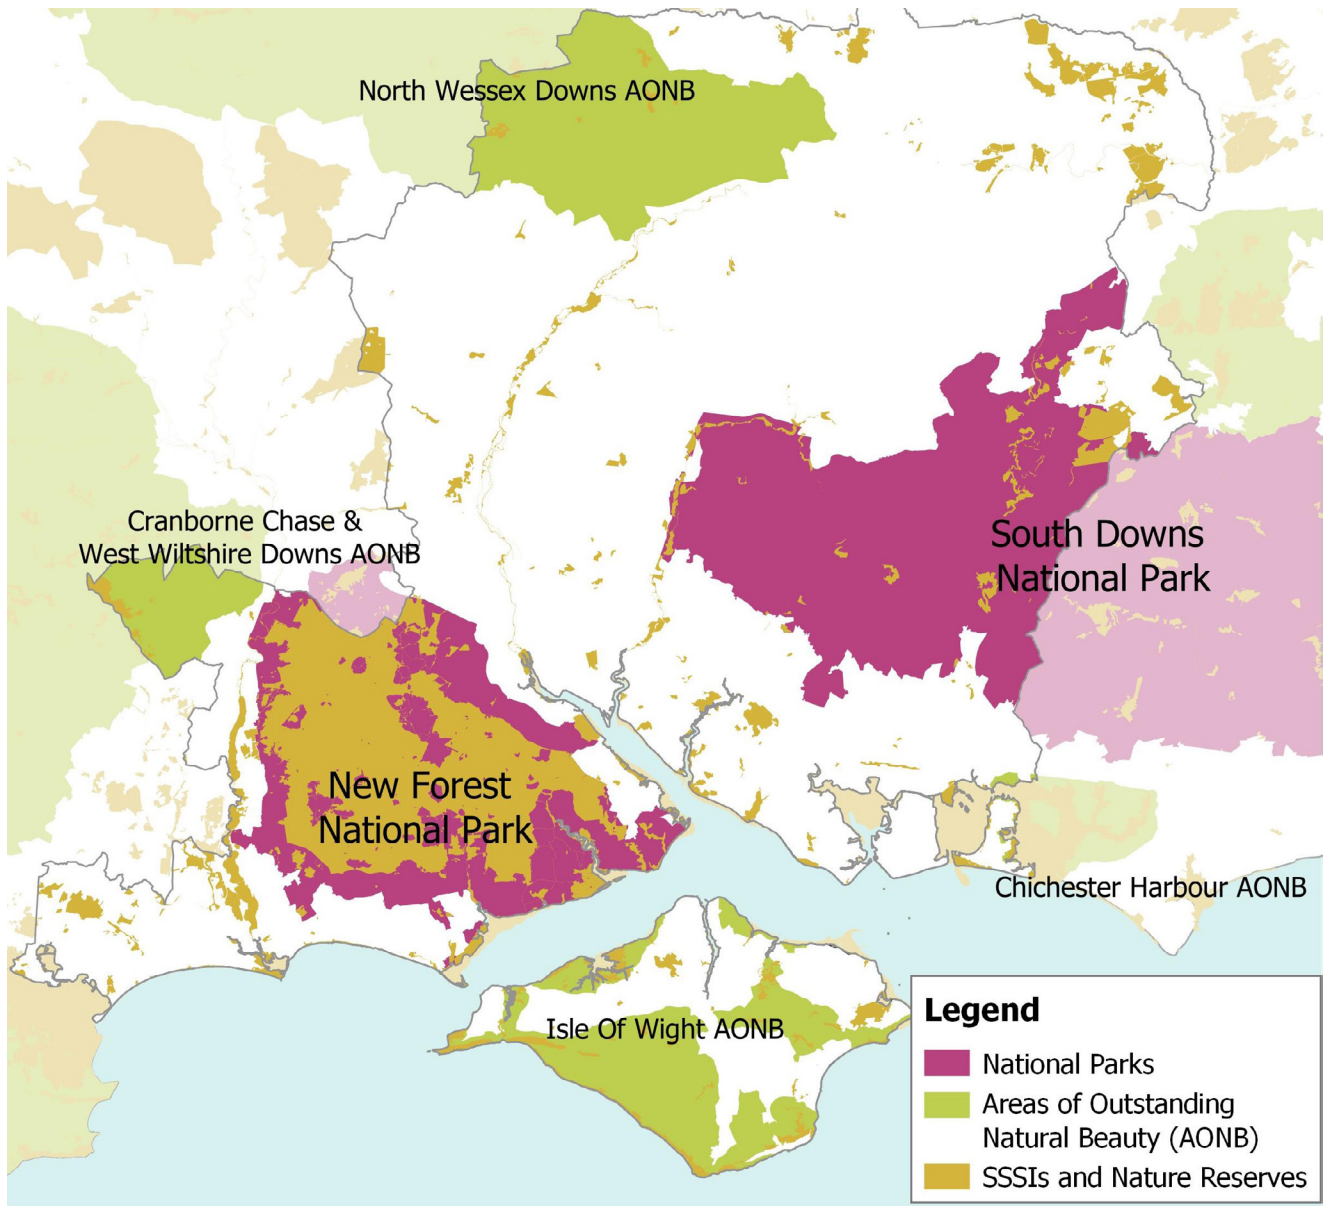 North Wessex Downs AONB
Cranborne Chase &
West Wiltshire Downs AONB
South Downs
National Park
New Forest
National Park
Chichester Harbour AONB
Isle Of Wight AONB
Legend
National Parks
Areas of Outstanding
Natural Beauty (AONB)
SSSIs and Nature Reserves